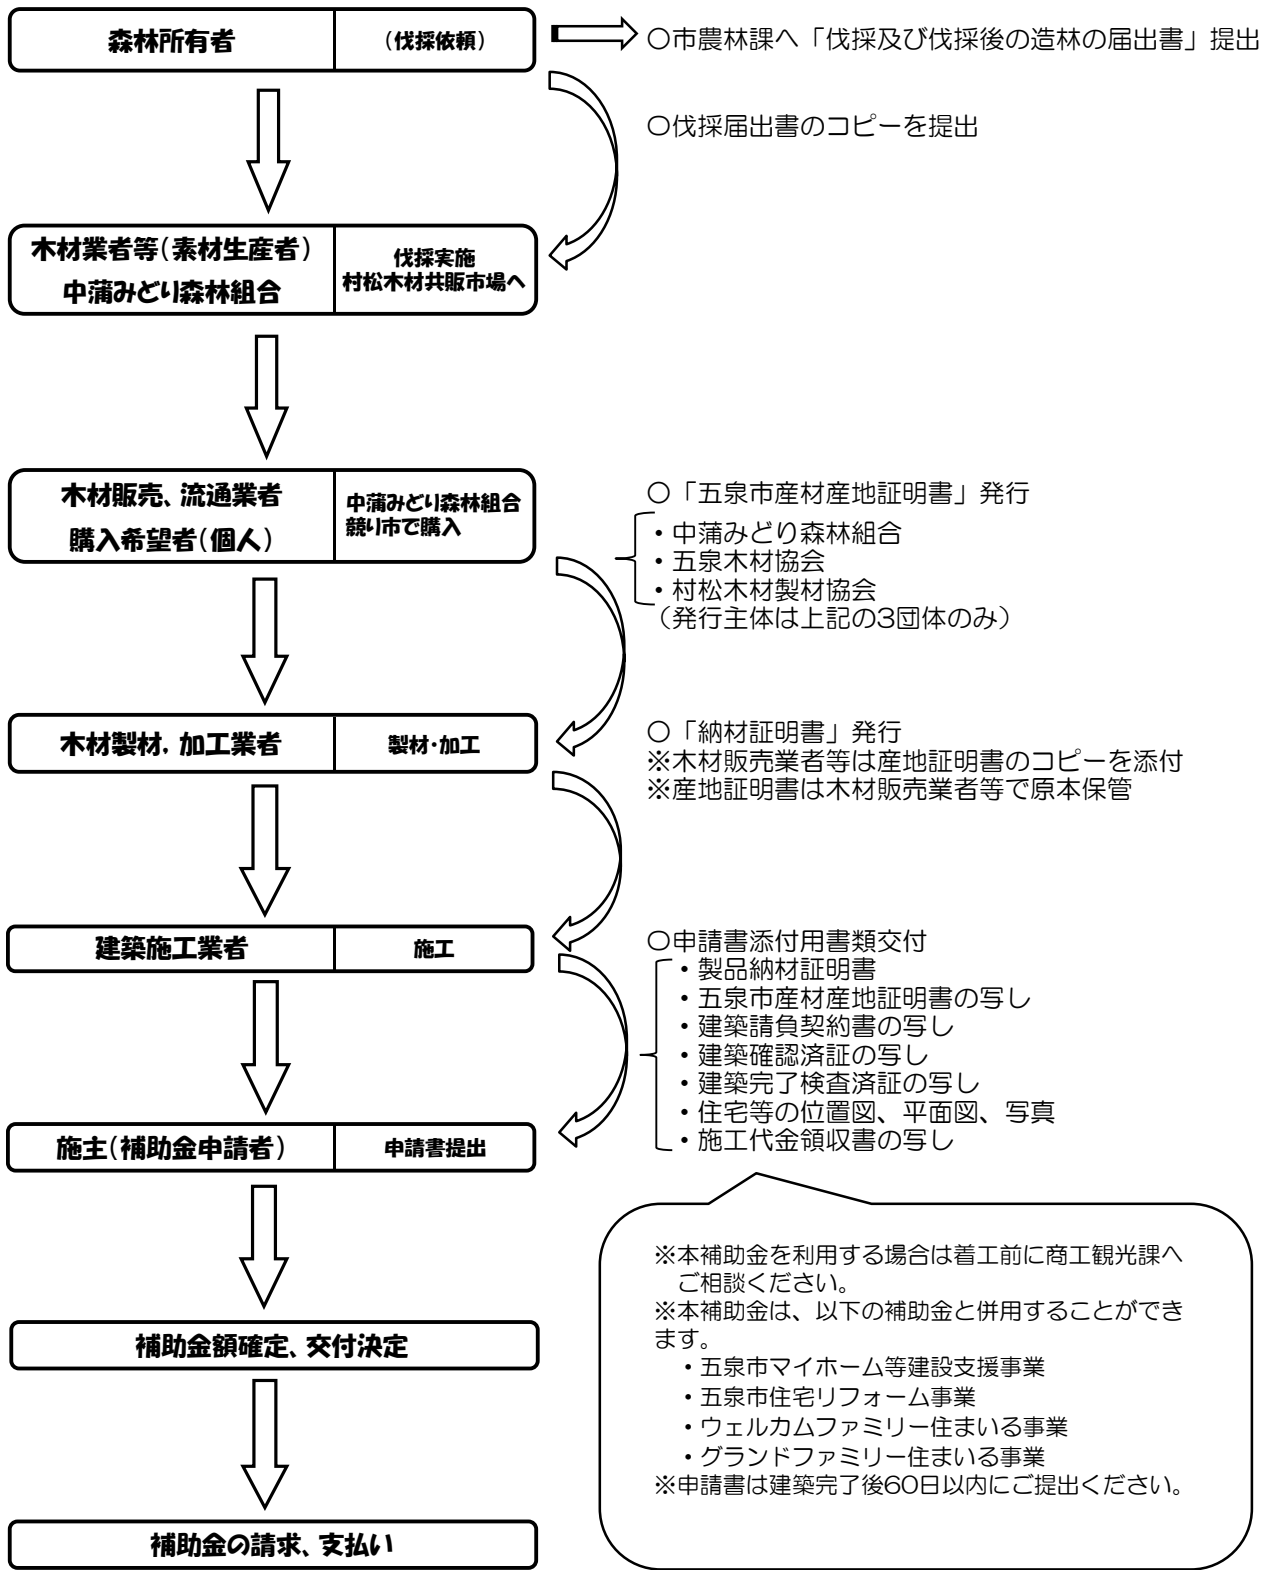 森林所有者
(伐採依頼)
〇市農林課へ「伐採及び伐採後の造林の届出書」提出
〇伐採届出書のコピーを提出
木材業者等(素材生産者)
中蒲みどり森林組合
伐採実施
村松木材共販市場へ
木材販売、流通業者
購入希望者(個人)
中蒲みどり森林組合
競り市で購入
〇「五泉市産材産地証明書」発行
・中蒲みどり森林組合
・五泉木材協会
・村松木材製材協会
(発行主体は上記の3団体のみ)
木材製材,加工業者
製材・加工
〇「納材証明書」発行
※木材販売業者等は産地証明書のコピーを添付
※産地証明書は木材販売業者等で原本保管
建築施工業者
施工
〇申請書添付用書類交付
・製品納材証明書
・五泉市産材産地証明書の写し
・建築請負契約書の写し
・建築確認済証の写し
・建築完了検査済証の写し
・住宅等の位置図、平面図、写真
・施工代金領収書の写し
施主(補助金申請者)
申請書提出
※本補助金を利用する場合は着工前に商工観光課へ
ご相談ください。
※本補助金は、以下の補助金と併用することができ
ます。
・五泉市マイホーム等建設支援事業
・五泉市住宅リフォーム事業
・ウェルカムファミリー住まいる事業
・グランドファミリー住まいる事業
※申請書は建築完了後60日以内にご提出ください。
補助金額確定、交付決定
補助金の請求、支払い